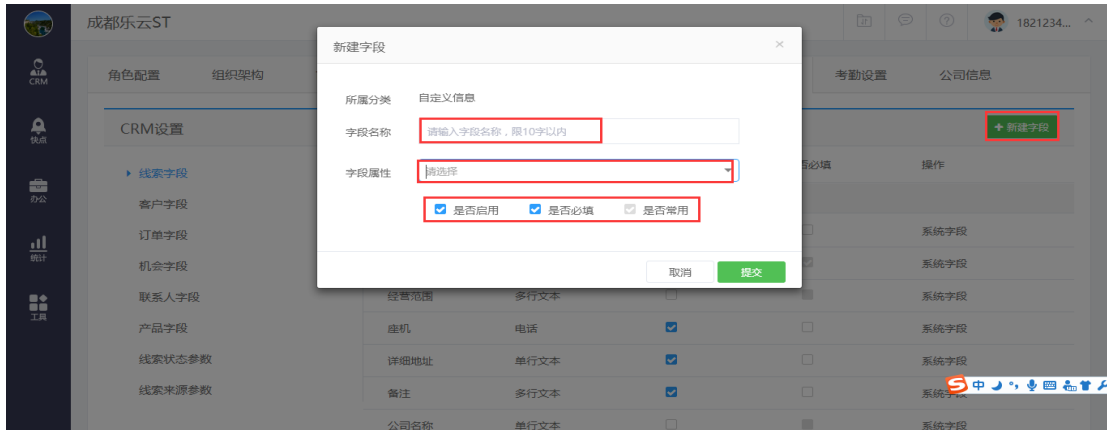 成都乐云ST
1821234...
新建字段
角色配置 组织架构 考勤设置 公司信息
CRM
所属分类 自定义信息
CRM设置
字段名称 请输入字段名称，限10字以内
+ 新建字段
快点
字段属性 请选择
线索字段
必填 操作
办公
客户字段
是否启用 是否必填 是否常用
订单字段
系统字段
统计
机会字段
取消 提交
系统字段
联系人字段
经营范围 多行文本 系统字段
工具
产品字段
座机 电话 系统字段
线索状态参数
详细地址 单行文本 系统字段
线索来源参数
备注 多行文本 系统
中
公司名称 单行文本 系统字段